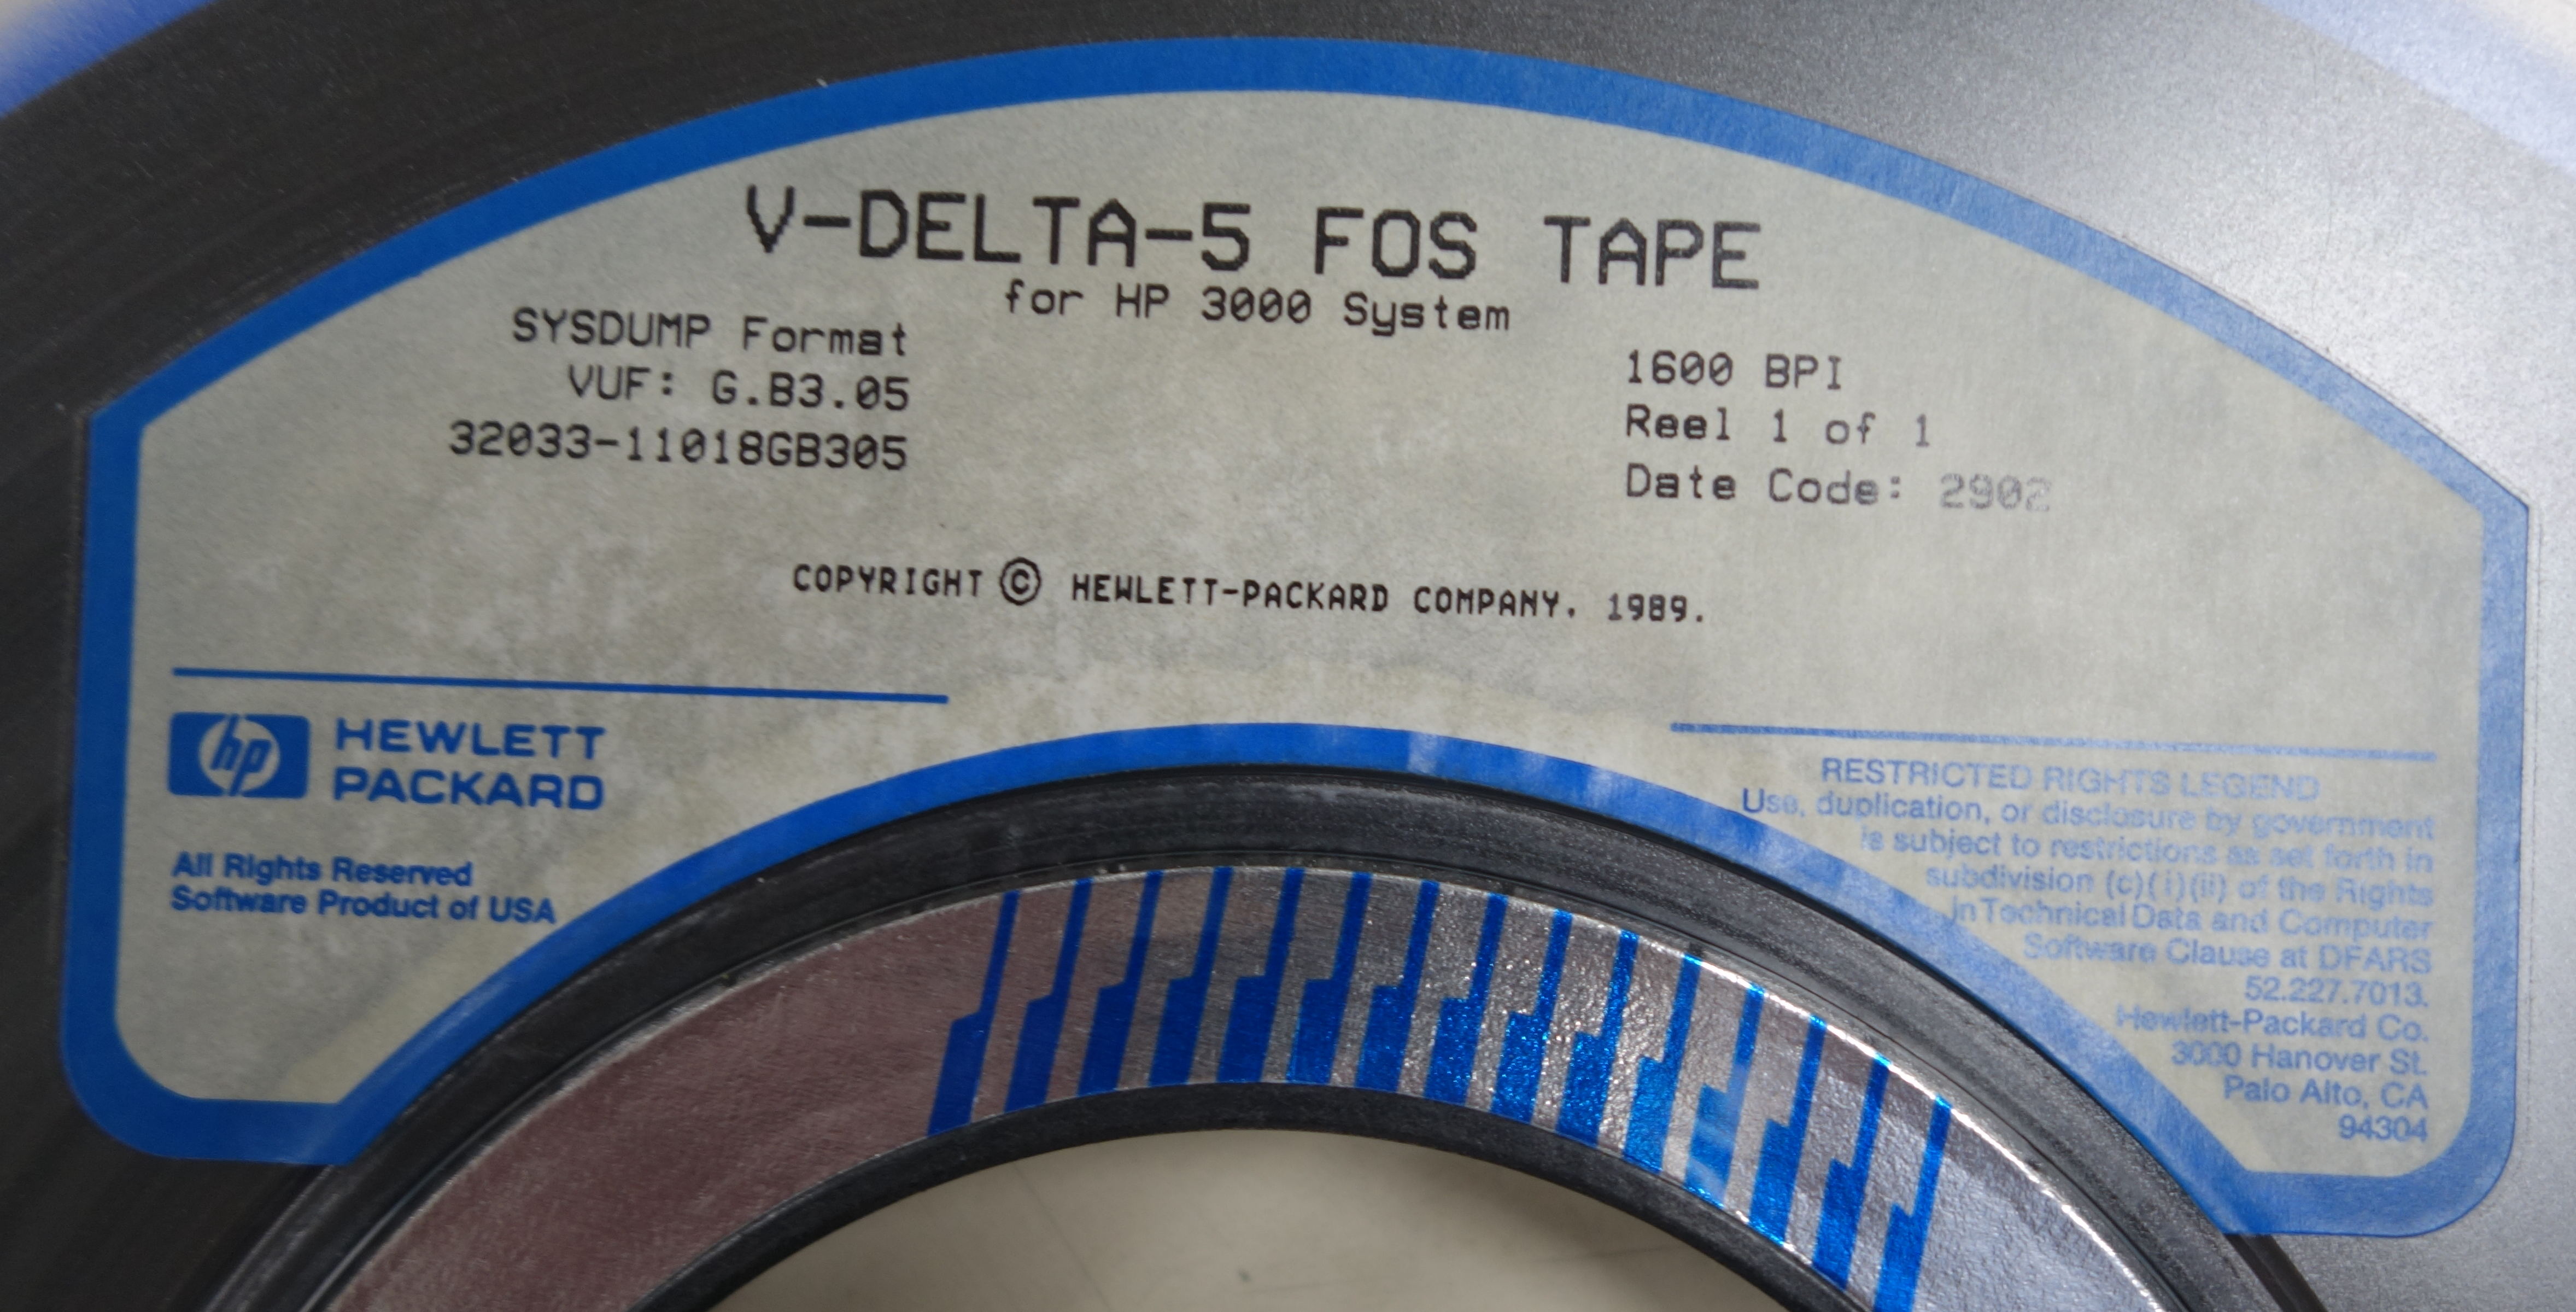 V-DELTA-5 FOS TAPE
for HP 3000 System
SYSDUMP Format
VUF: G.B3.05
32033-11018GB305
1600 BPI
Reel 1 of 1
Date Code: 2902
COPYRIGHT © HEWLETT-PACKARD COMPANY. 1989.
hp HEWLETT
PACKARD
All Rights Reserved
Software Product of USA
RESTRICTED RIGHTS LEGEND
Use, duplication, or disclosure by government
is subject to restrictions as set forth in
subdivision (c)(i)(ii) of the Rights
in Technical Data and Computer
Software Clause at DFARS
52.227.7013.
Hewlett-Packard Co.
3000 Hanover St.
Palo Alto, CA
94304